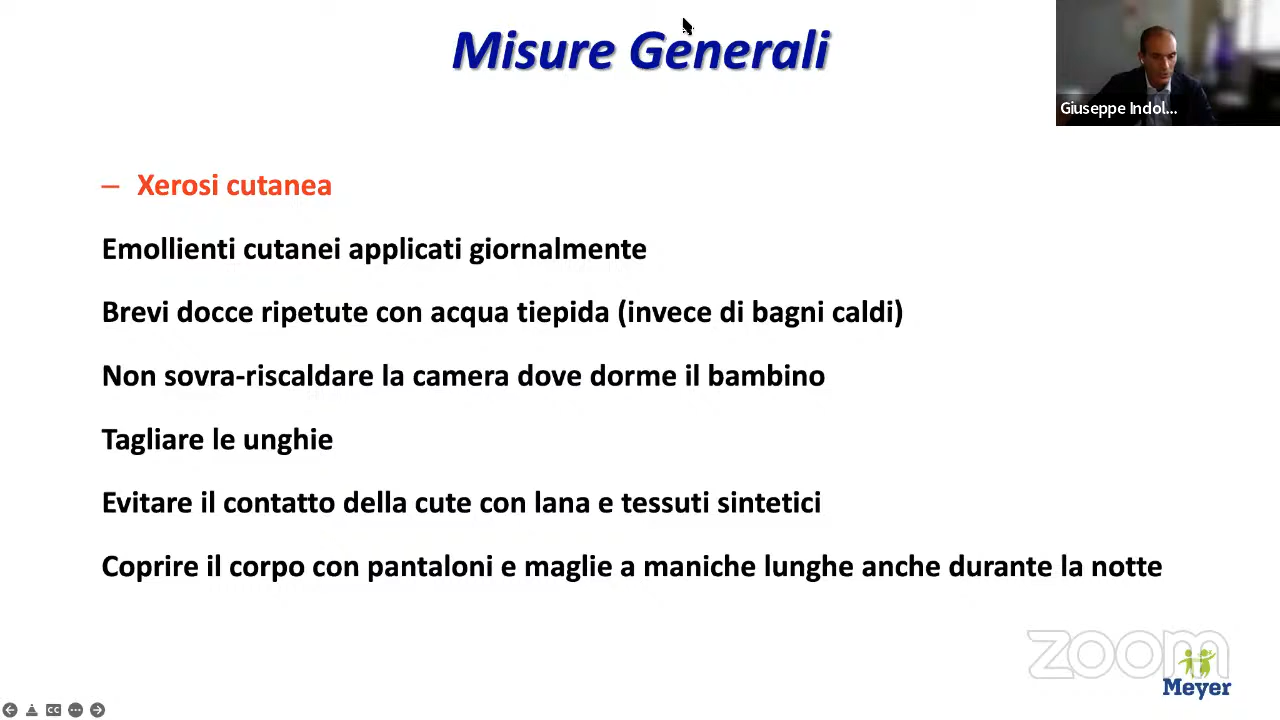 Misure Generali
Giuseppe Indol...
– Xerosi cutanea
Emollienti cutanei applicati giornalmente
Brevi docce ripetute con acqua tiepida (invece di bagni caldi)
Non sovra-riscaldare la camera dove dorme il bambino
Tagliare le unghie
Evitare il contatto della cute con lana e tessuti sintetici
Coprire il corpo con pantaloni e maglie a maniche lunghe anche durante la notte
zoom
Meyer
CC